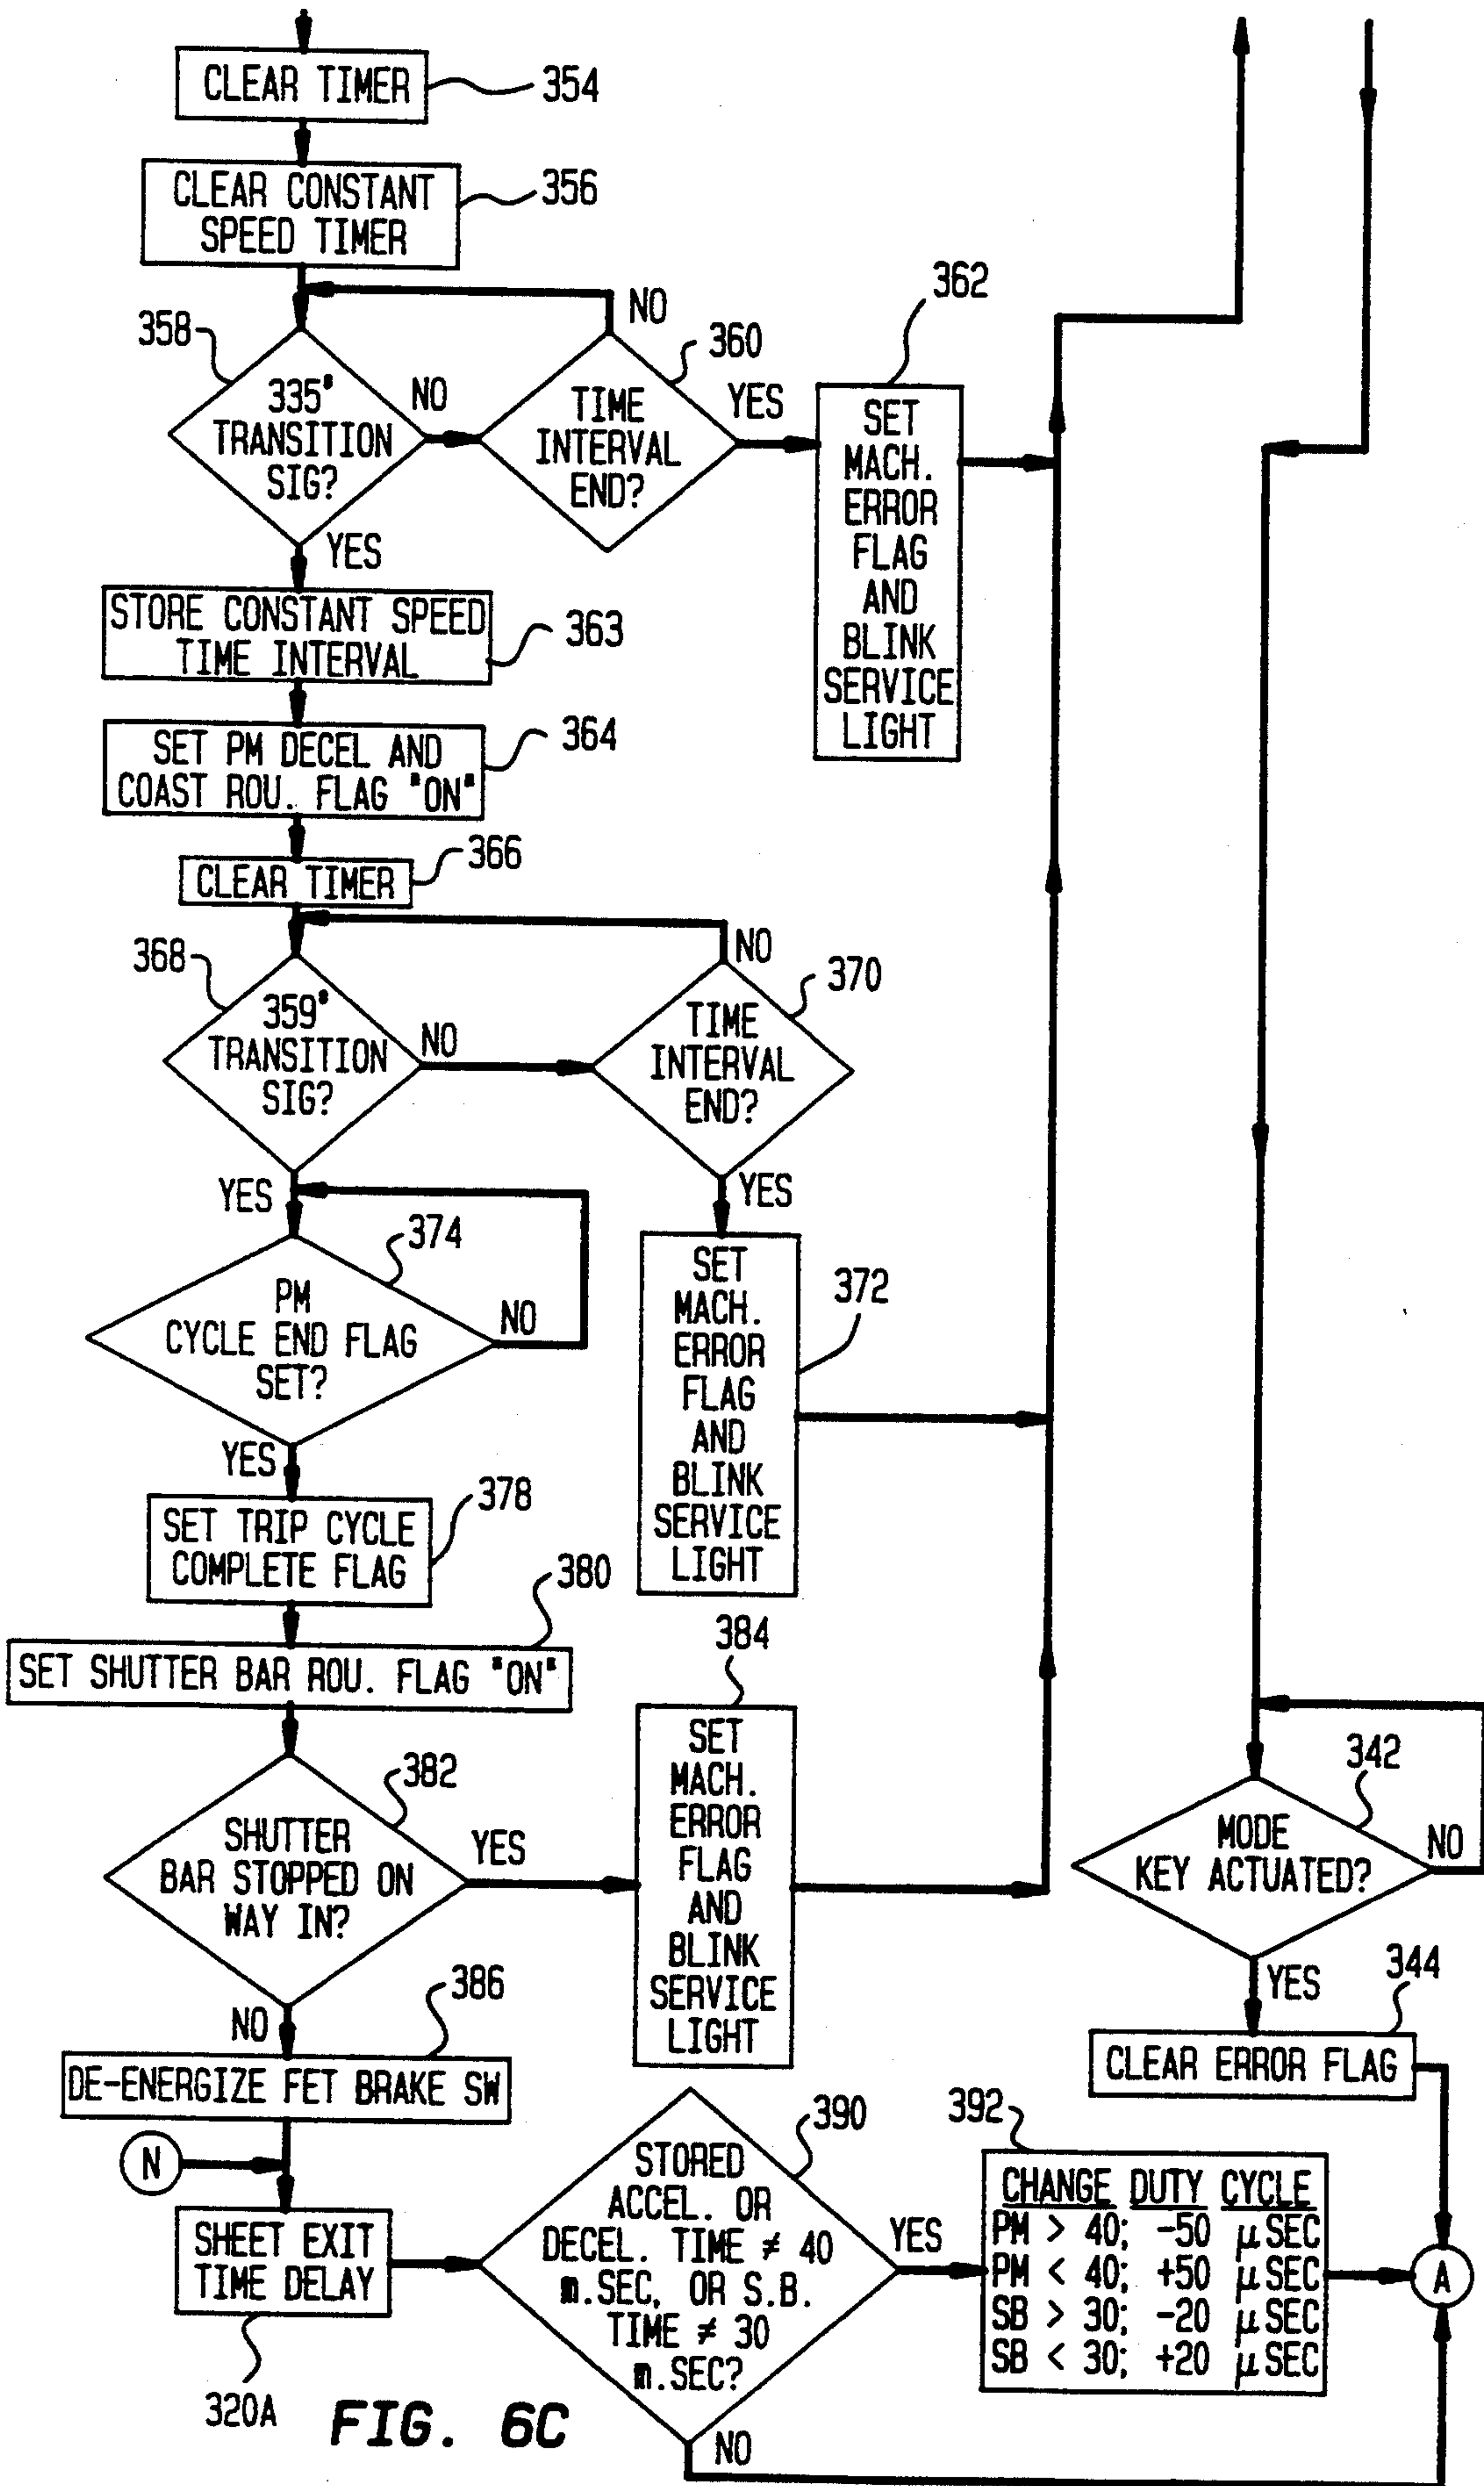 CLEAR TIMER
354
CLEAR CONSTANT
SPEED TIMER
356
358
335°
TRANSITION
SIG?
NO
YES
360
TIME
INTERVAL
END?
NO
YES
362
SET
MACH.
ERROR
FLAG
AND
BLINK
SERVICE
LIGHT
STORE CONSTANT SPEED
TIME INTERVAL
363
SET PM DECEL AND
COAST ROU. FLAG "ON"
364
CLEAR TIMER
366
368
359°
TRANSITION
SIG?
NO
YES
370
TIME
INTERVAL
END?
NO
YES
372
SET
MACH.
ERROR
FLAG
AND
BLINK
SERVICE
LIGHT
374
PM
CYCLE END FLAG
SET?
NO
YES
SET TRIP CYCLE
COMPLETE FLAG
378
SET SHUTTER BAR ROU. FLAG "ON"
380
382
SHUTTER
BAR STOPPED ON
WAY IN?
YES
NO
384
SET
MACH.
ERROR
FLAG
AND
BLINK
SERVICE
LIGHT
342
MODE
KEY ACTUATED?
NO
YES
344
CLEAR ERROR FLAG
386
DE-ENERGIZE FET BRAKE SW
N
SHEET EXIT
TIME DELAY
320A
390
STORED
ACCEL. OR
DECEL. TIME ≠ 40
m.SEC, OR S.B.
TIME ≠ 30
m.SEC?
YES
NO
392
CHANGE DUTY CYCLE
PM > 40; -50 μSEC
PM < 40; +50 μSEC
SB > 30; -20 μSEC
SB < 30; +20 μSEC
A
FIG. 6C